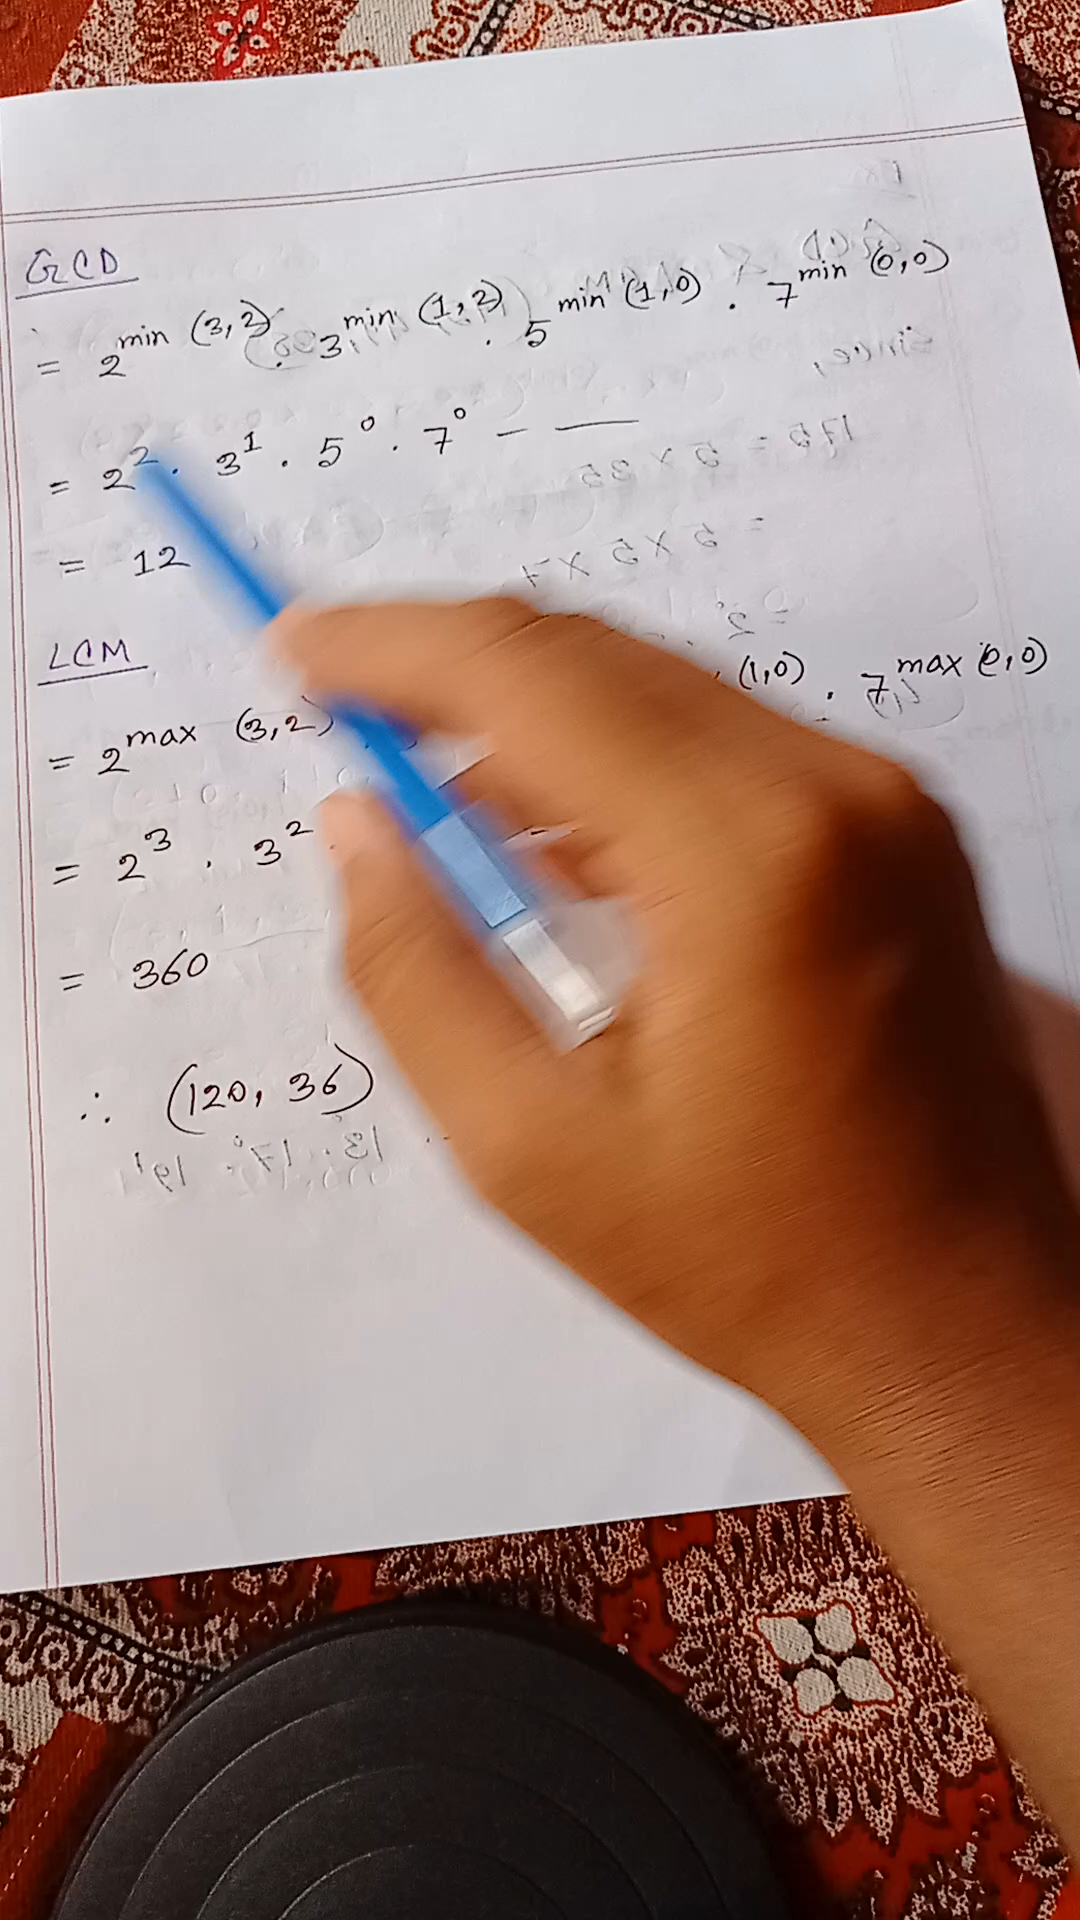 GCD
= 2^min (3,2) . 3^min (1,2) . 5^min (1,0) . 7^min (0,0)
= 2^2 . 3^1 . 5^0 . 7^0 - —
= 12
LCM
= 2^max (3,2) (1,0) . 7^max (0,0)
= 2^3 . 3^2 .
= 360
∴ (120, 36)